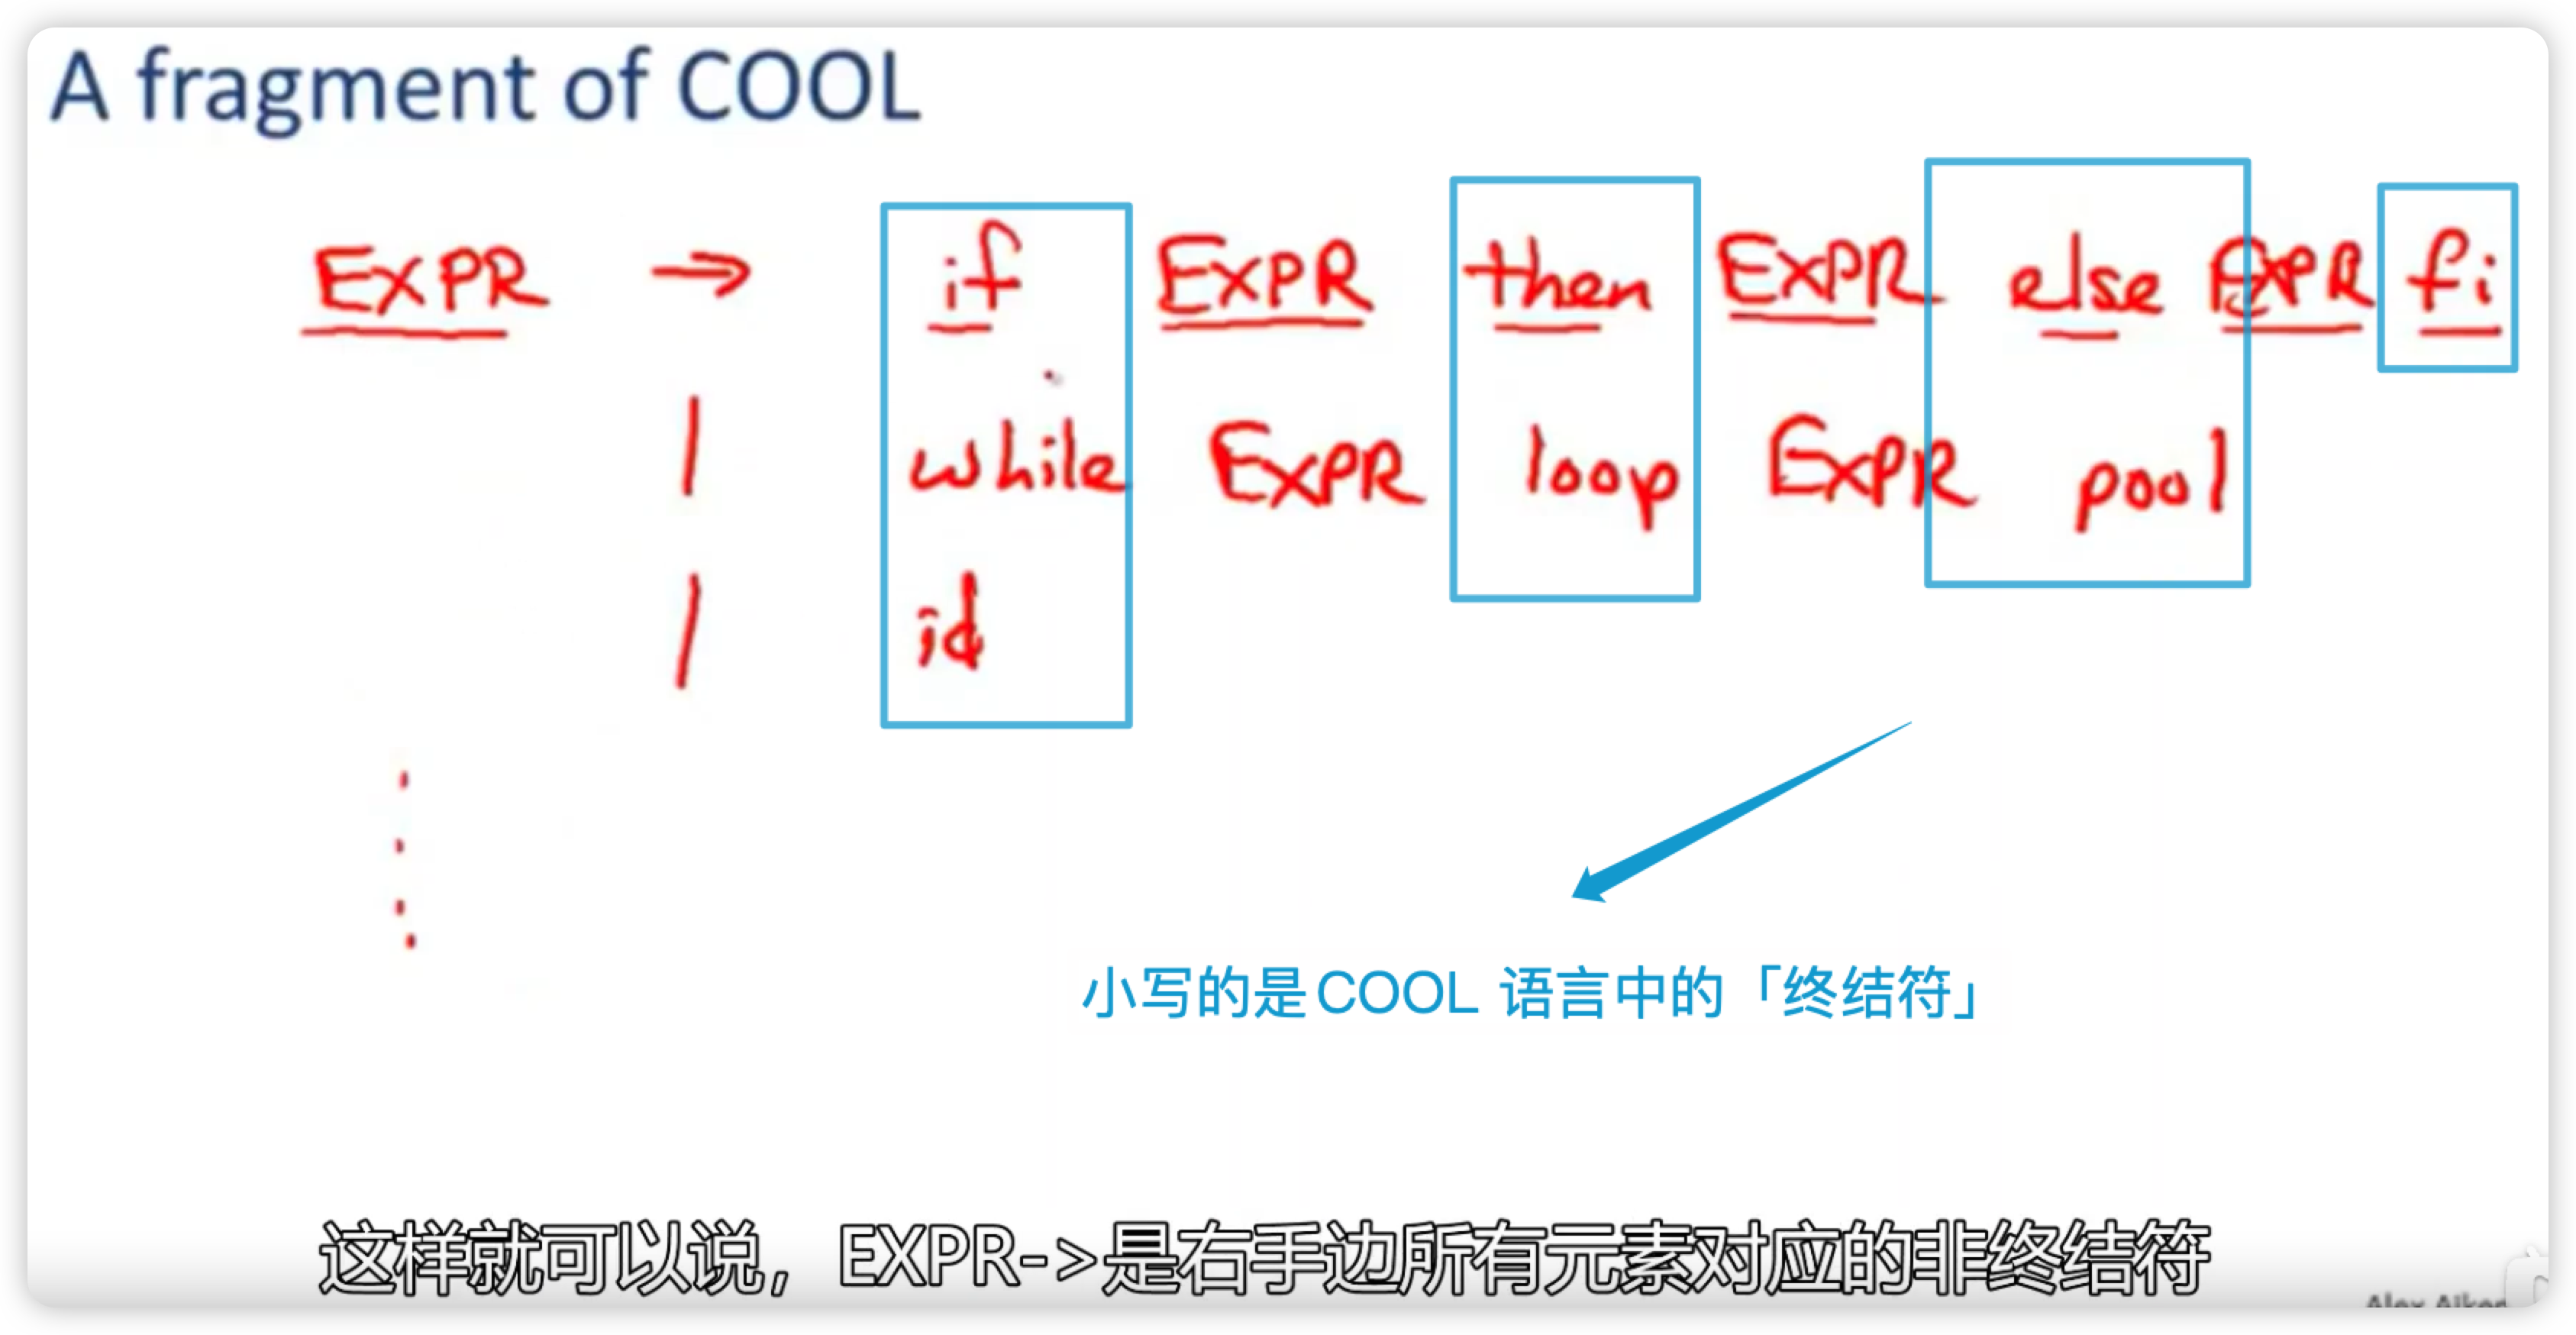 A fragment of COOL
EXPR → if EXPR then EXPR else EXPR fi
| while EXPR loop EXPR pool
| id
小写的是COOL 语言中的「终结符」
这样就可以说，EXPR->是右手边所有元素对应的非终结符
Alex Aiken